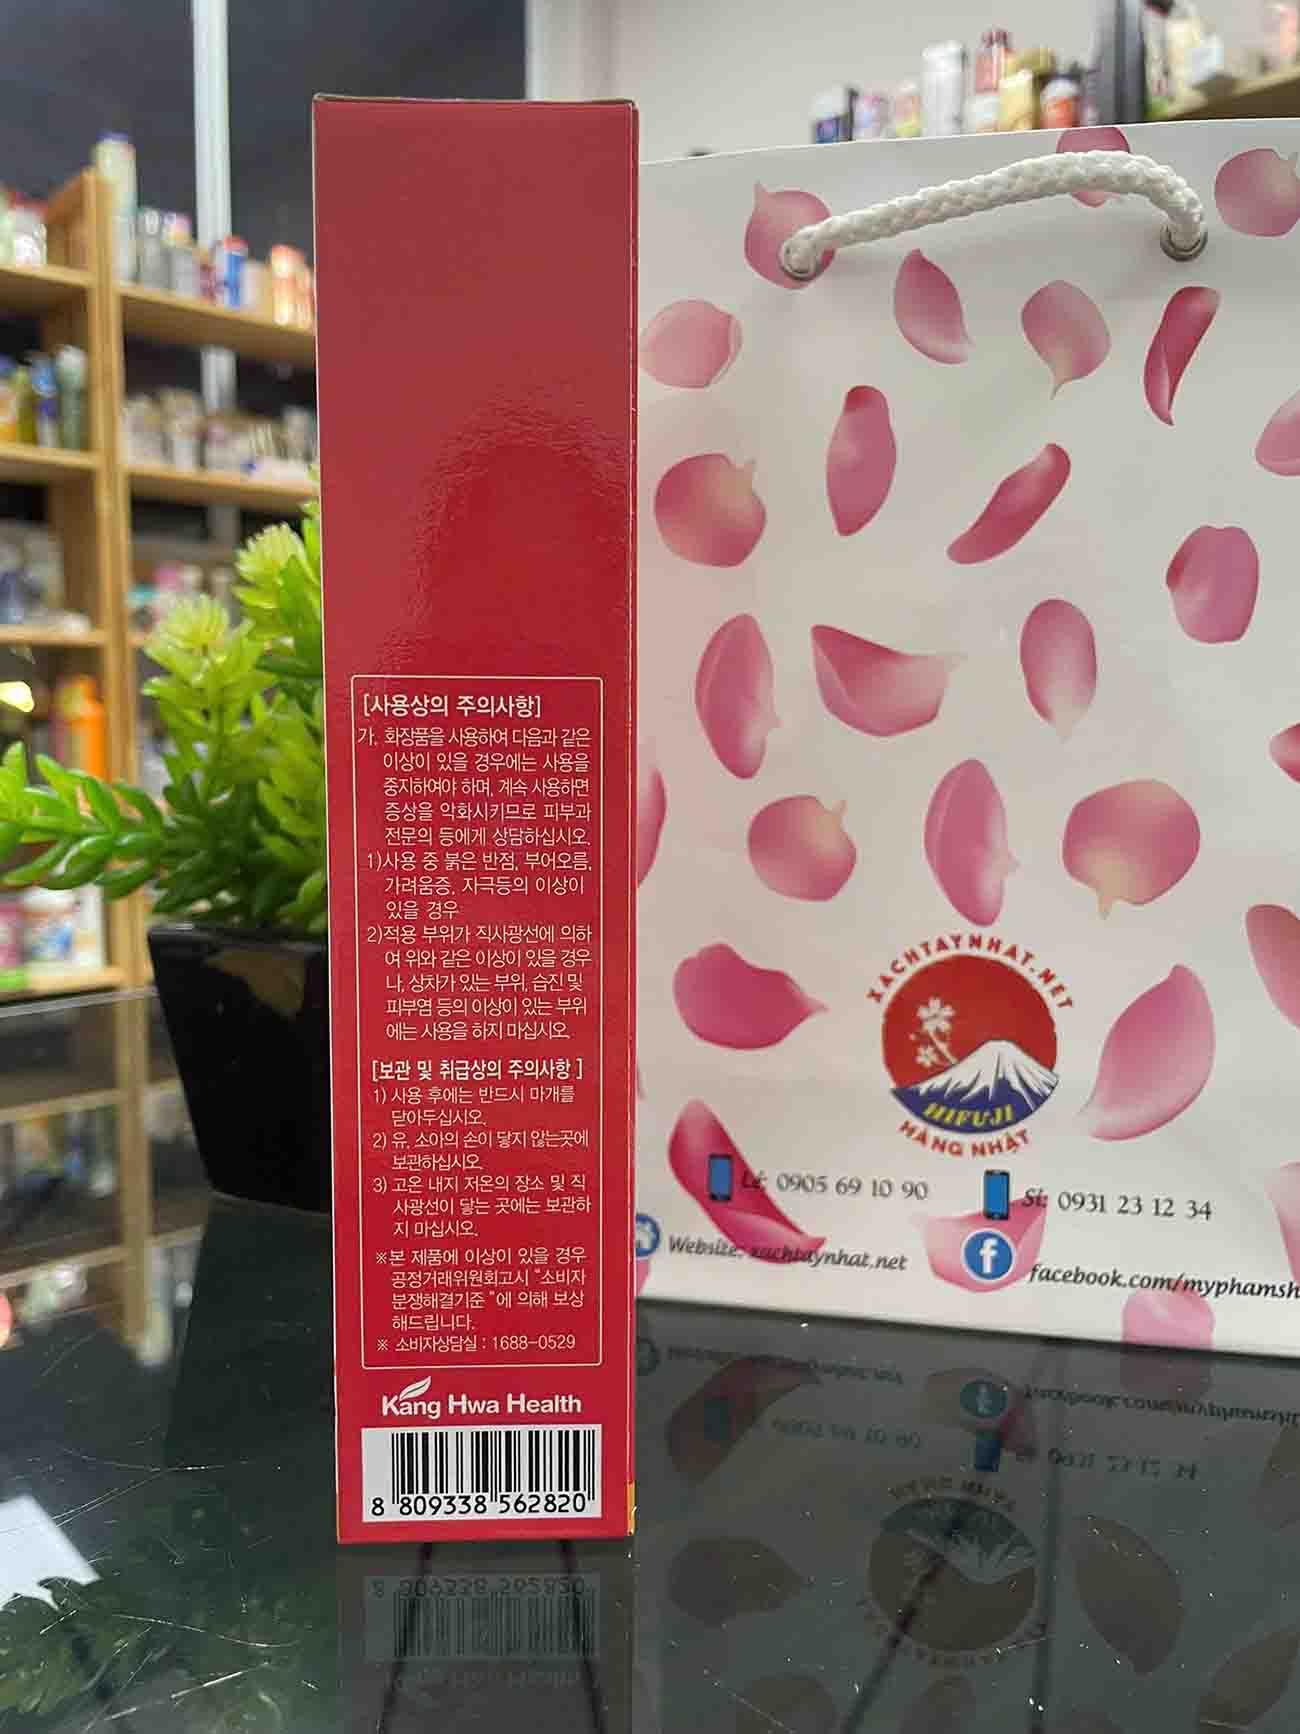 [사용상의 주의사항]
가. 화장품을 사용하여 다음과 같은
이상이 있을 경우에는 사용을
중지하여야 하며, 계속 사용하면
증상을 악화시키므로 피부과
전문의 등에게 상담하십시오.
1)사용 중 붉은 반점, 부어오름,
가려움증, 자극등의 이상이
있을 경우
2)적용 부위가 직사광선에 의하
여 위와 같은 이상이 있을 경우
나, 상차가 있는 부위, 습진 및
피부염 등의 이상이 있는 부위
에는 사용을 하지 마십시오.
[보관 및 취급상의 주의사항 ]
1) 사용 후에는 반드시 마개를
닫아두십시오.
2) 유, 소아의 손이 닿지 않는곳에
보관하십시오.
3) 고온 내지 저온의 장소 및 직
사광선이 닿는 곳에는 보관하
지 마십시오.
※본 제품에 이상이 있을 경우
공정거래위원회고시 "소비자
분쟁해결기준 "에 의해 보상
해드립니다.
※ 소비자상담실 : 1688-0529
Kang Hwa Health
8 809338 562820
XACHTAYNHAT.NET
HIFUJI
HÀNG NHẬT
Lẻ: 0905 69 10 90
Sỉ: 0931 23 12 34
Website: xachtaynhat.net
facebook.com/myphamsh